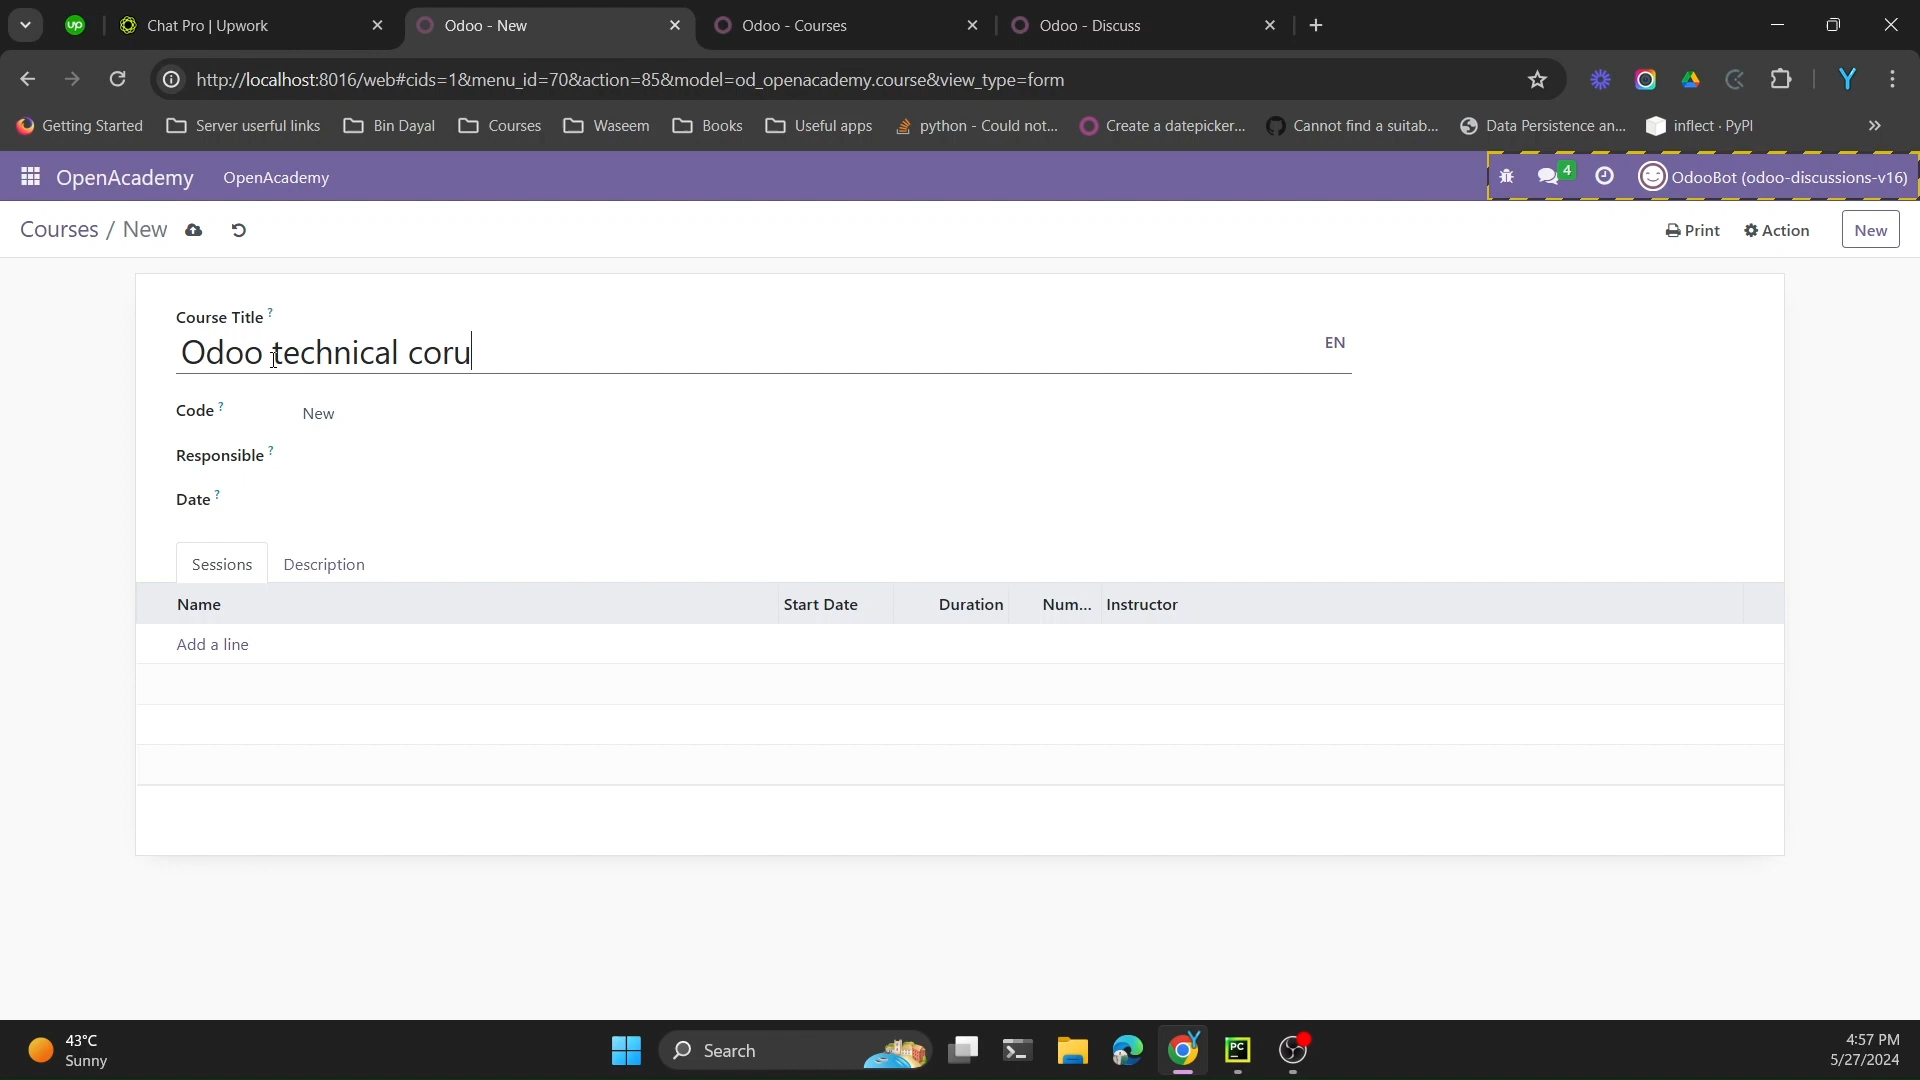 Chat Pro | Upwork
Odoo - New
Odoo - Courses
Odoo - Discuss
http://localhost:8016/web#cids=1&menu_id=70&action=85&model=od_openacademy.course&view_type=form
Getting Started
Server userful links
Bin Dayal
Courses
Waseem
Books
Useful apps
python - Could not...
Create a datepicker...
Cannot find a suitab...
Data Persistence an...
inflect · PyPI
»
OpenAcademy
OpenAcademy
4
OdooBot (odoo-discussions-v16)
Courses / New
Print
Action
New
Course Title ?
Odoo technical coru
EN
Code ?
New
Responsible ?
Date ?
Sessions
Description
Name
Start Date
Duration
Num...
Instructor
Add a line
43°C
Sunny
Search
4:57 PM
5/27/2024